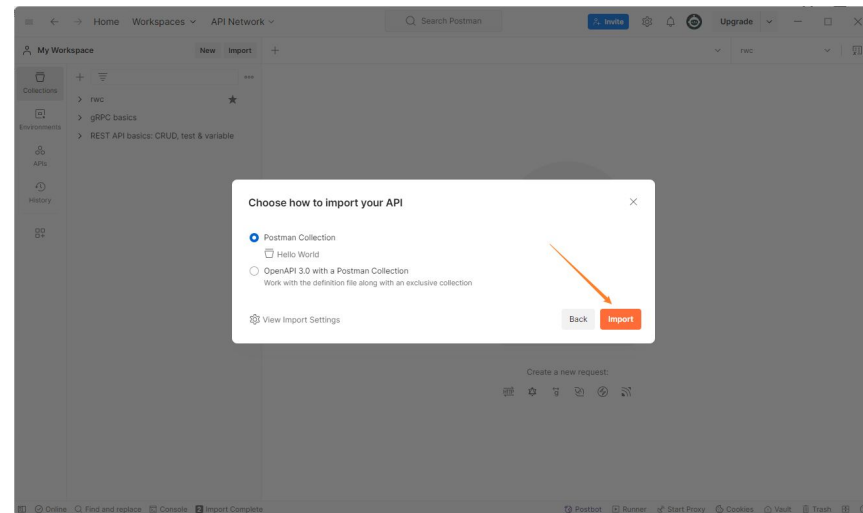 Home Workspaces API Network Search Postman Invite Upgrade
My Workspace New Import rwc
Collections
rwc
gRPC basics
Environments
REST API basics: CRUD, test & variable
APIs
History
Choose how to import your API
Postman Collection
Hello World
OpenAPI 3.0 with a Postman Collection
Work with the definition file along with an exclusive collection
View Import Settings Back Import
Create a new request:
Online Find and replace Console Import Complete Postbot Runner Start Proxy Cookies Vault Trash